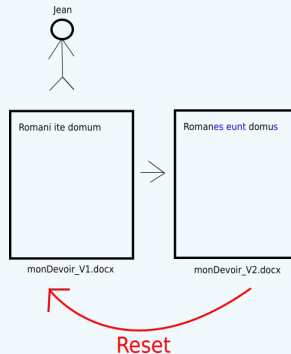 Jean
Romani ite domum
Romanes eunt domus
monDevoir_V1.docx
monDevoir_V2.docx
Reset